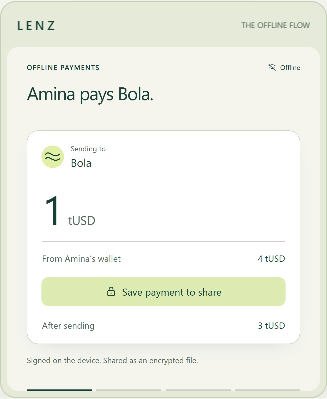 LENZ
THE OFFLINE FLOW
OFFLINE PAYMENTS
Offline
Amina pays Bola.
Sending to
Bola
1 tUSD
From Amina's wallet
4 tUSD
Save payment to share
After sending
3 tUSD
Signed on the device. Shared as an encrypted file.